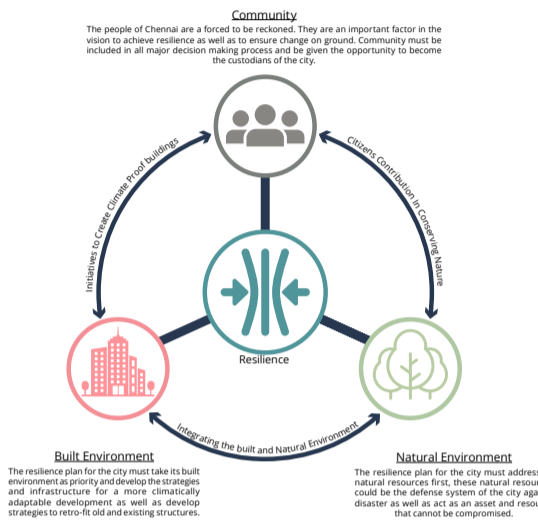 Community
The people of Chennai are a forced to be reckoned. They are an important factor in the
vision to achieve resilience as well as to ensure change on ground. Community must be
included in all major decision making process and be given the opportunity to become
the custodians of the city.
Initiatives to Create Climate Proof buildings
Citizens Contribution In Conserving Nature
Resilience
Integrating the built and Natural Environment
Built Environment
The resilience plan for the city must take its built
environment as priority and develop the strategies
and infrastructure for a more climatically
adaptable development as well as develop
strategies to retro-fit old and existing structures.
Natural Environment
The resilience plan for the city must address
natural resources first, these natural resour
could be the defense system of the city aga
disaster as well as act as an asset and resou
that cannot be compromised.